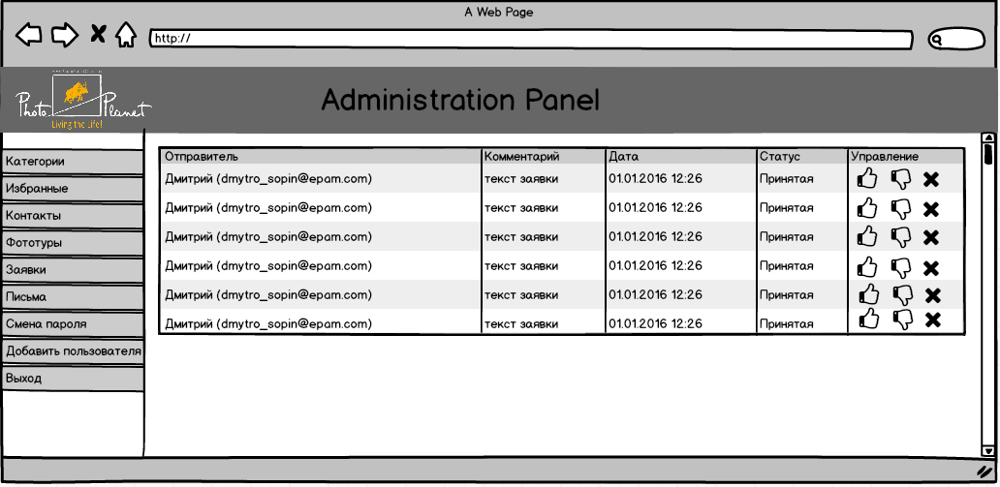 A Web Page
http://
Photo Planet
Living the Life!
Administration Panel
Категории
Избранные
Контакты
Фототуры
Заявки
Письма
Смена пароля
Добавить пользователя
Выход
Отправитель Комментарий Дата Статус Управление
Дмитрий (dmytro_sopin@epam.com) текст заявки 01.01.2016 12:26 Принятая
Дмитрий (dmytro_sopin@epam.com) текст заявки 01.01.2016 12:26 Принятая
Дмитрий (dmytro_sopin@epam.com) текст заявки 01.01.2016 12:26 Принятая
Дмитрий (dmytro_sopin@epam.com) текст заявки 01.01.2016 12:26 Принятая
Дмитрий (dmytro_sopin@epam.com) текст заявки 01.01.2016 12:26 Принятая
Дмитрий (dmytro_sopin@epam.com) текст заявки 01.01.2016 12:26 Принятая